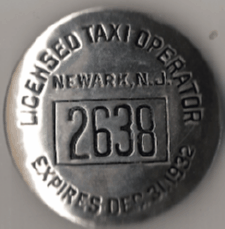 LICENSED TAXI OPERATOR
NEWARK, N.J.
2638
EXPIRES DEC. 31, 1932